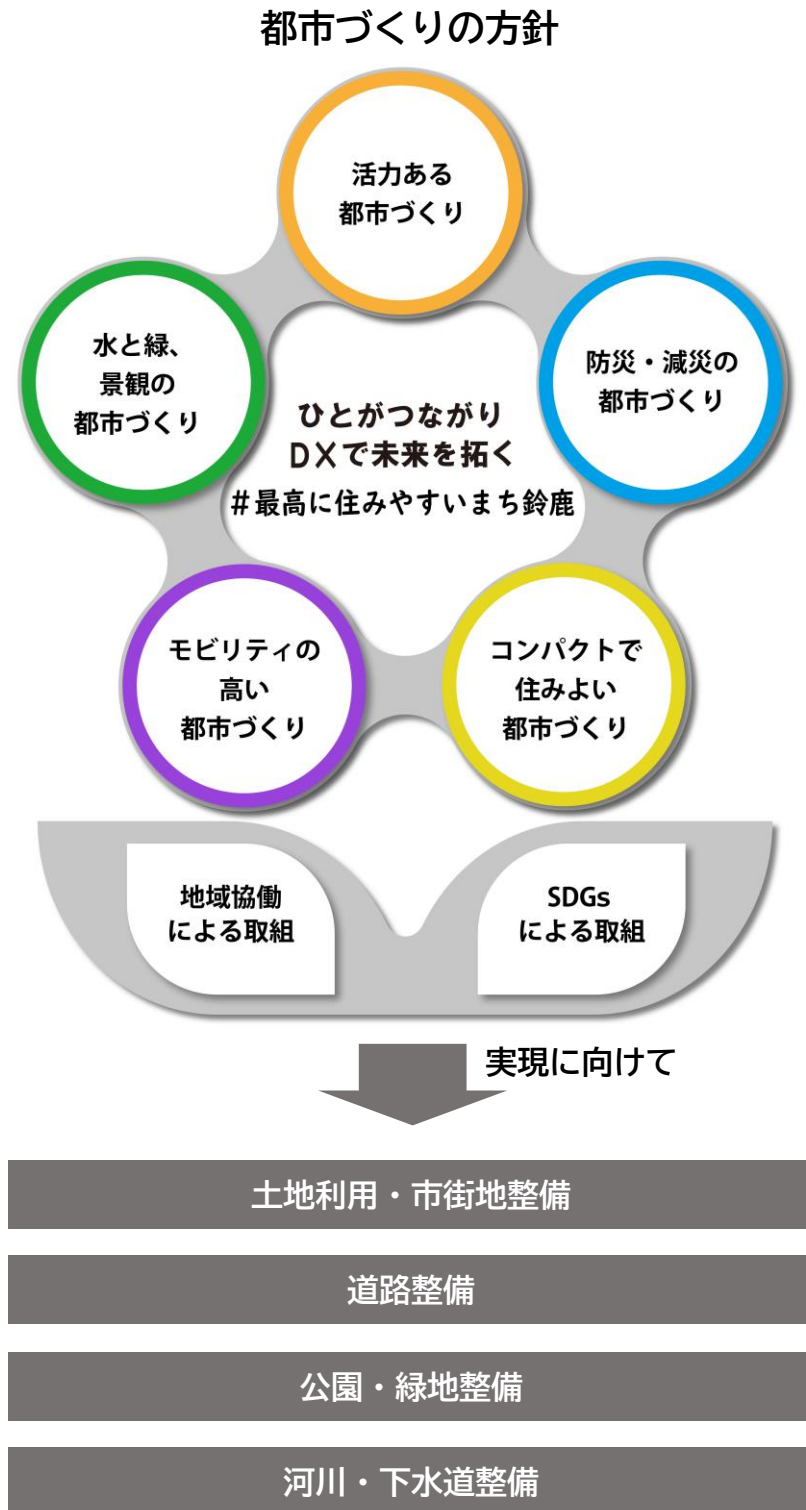 都市づくりの方針
活力ある
都市づくり
水と緑、
景観の
都市づくり
防災・減災の
都市づくり
ひとがつながり
DXで未来を拓く
#最高に住みやすいまち鈴鹿
モビリティの
高い
都市づくり
コンパクトで
住みよい
都市づくり
地域協働
による取組
SDGs
による取組
実現に向けて
土地利用・市街地整備
道路整備
公園・緑地整備
河川・下水道整備